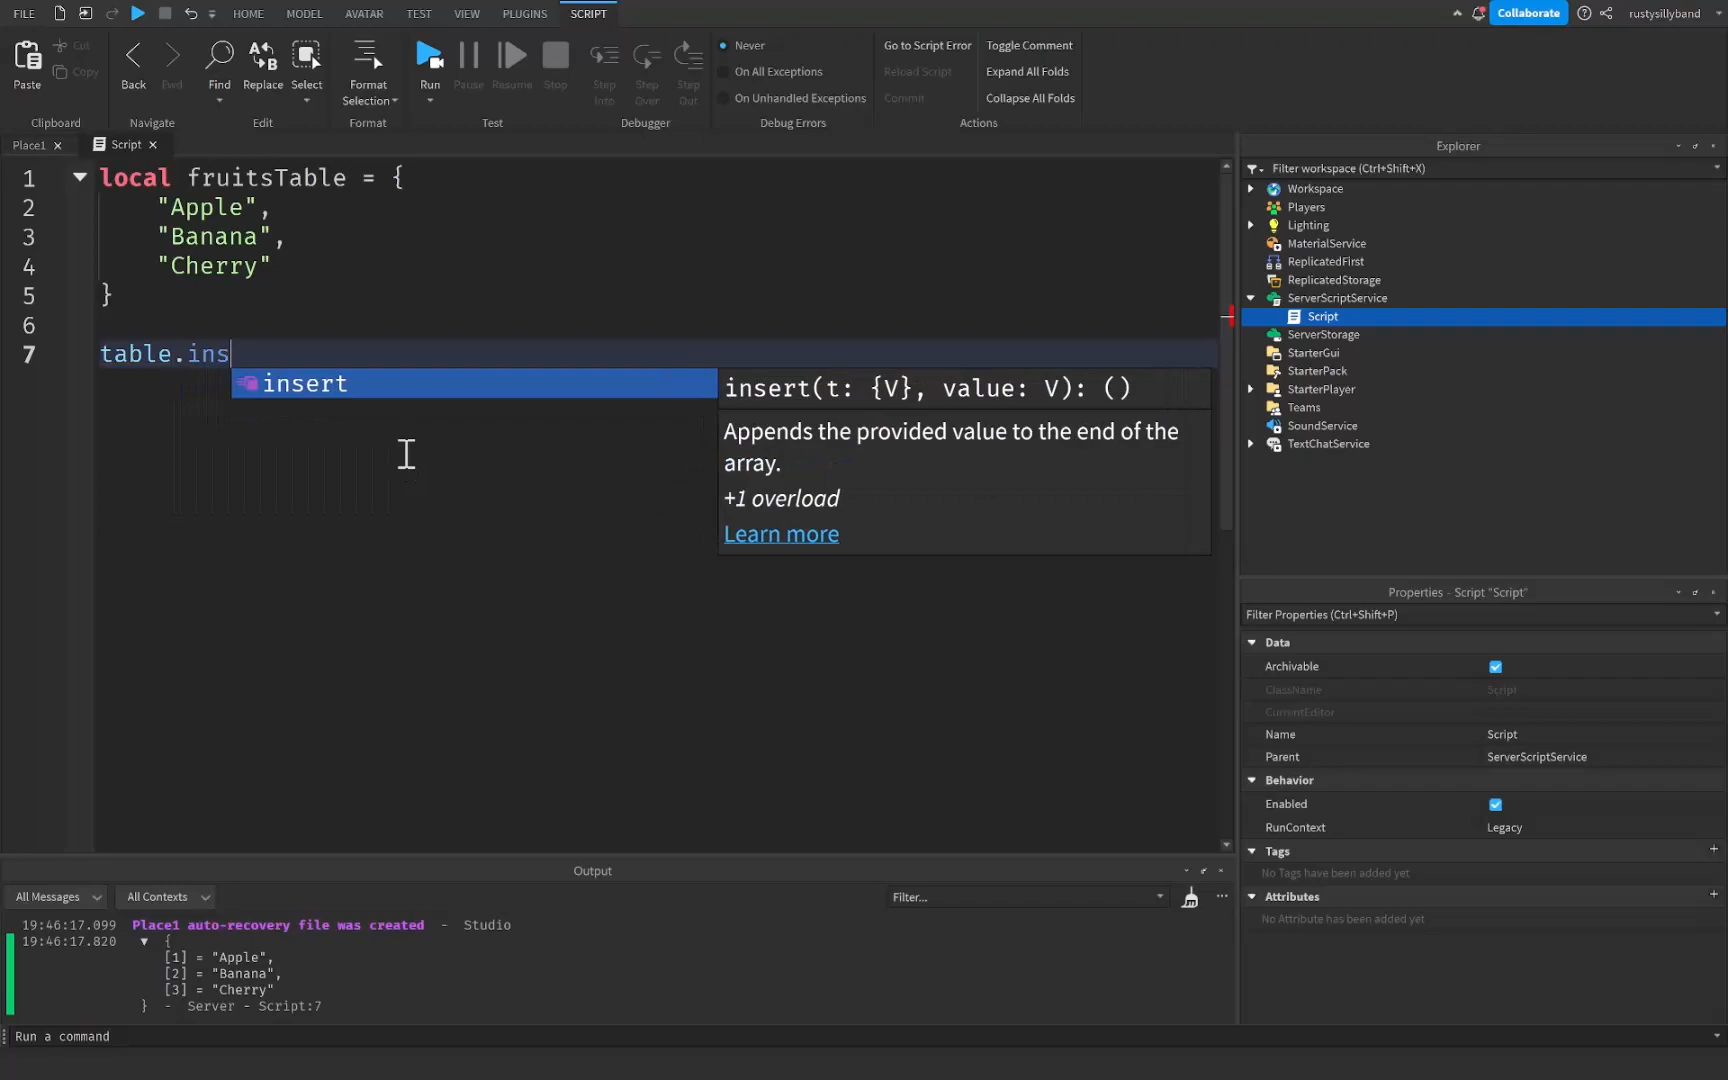 FILE HOME MODEL AVATAR TEST VIEW PLUGINS SCRIPT Collaborate rustysillyband
Cut Never Go to Script Error Toggle Comment
Copy On All Exceptions Reload Script Expand All Folds
Paste Back Fwd Find Replace Select Format Selection Run Pause Resume Stop Step Into Step Over Step Out On Unhandled Exceptions Commit Collapse All Folds
Clipboard Navigate Edit Format Test Debugger Debug Errors Actions
Place1 Script
1 local fruitsTable = {
2 "Apple",
3 "Banana",
4 "Cherry"
5 }
6
7 table.ins
insert
insert(t: {V}, value: V): ()
Appends the provided value to the end of the
array.
+1 overload
Learn more
Explorer
Filter workspace (Ctrl+Shift+X)
Workspace
Players
Lighting
MaterialService
ReplicatedFirst
ReplicatedStorage
ServerScriptService
Script
ServerStorage
StarterGui
StarterPack
StarterPlayer
Teams
SoundService
TextChatService
Properties - Script "Script"
Filter Properties (Ctrl+Shift+P)
Data
Archivable
ClassName Script
CurrentEditor
Name Script
Parent ServerScriptService
Behavior
Enabled
RunContext Legacy
Tags
No Tags have been added yet
Attributes
No Attribute has been added yet
Output
All Messages All Contexts Filter...
19:46:17.099 Place1 auto-recovery file was created - Studio
19:46:17.820 {
[1] = "Apple",
[2] = "Banana",
[3] = "Cherry"
} - Server - Script:7
Run a command